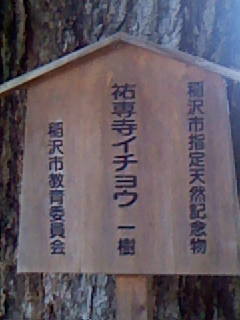 稲沢市指定天然記念物
祐専寺イチョウ 一樹
稲沢市教育委員会